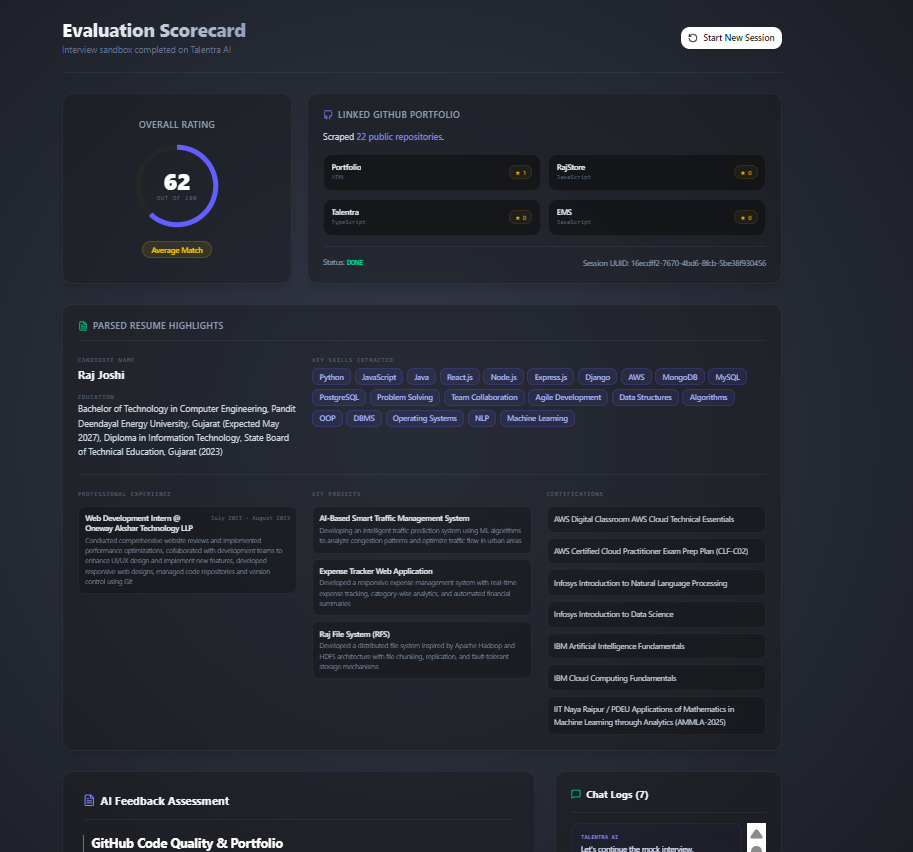 Evaluation Scorecard
Interview sandbox completed on Talentra AI
Start New Session
OVERALL RATING
62
OUT OF 100
Average Match
LINKED GITHUB PORTFOLIO
Scraped 22 public repositories.
Portfolio
HTML
★ 1
RajStore
JavaScript
★ 0
Talentra
TypeScript
★ 0
EMS
JavaScript
★ 0
Status: DONE
Session UUID: 16ecdff2-7670-4bd6-8fcb-5be38f930456
PARSED RESUME HIGHLIGHTS
CANDIDATE NAME
Raj Joshi
EDUCATION
Bachelor of Technology in Computer Engineering, Pandit
Deendayal Energy University, Gujarat (Expected May
2027), Diploma in Information Technology, State Board
of Technical Education, Gujarat (2023)
KEY SKILLS EXTRACTED
Python JavaScript Java React.js Node.js Express.js Django AWS MongoDB MySQL
PostgreSQL Problem Solving Team Collaboration Agile Development Data Structures Algorithms
OOP DBMS Operating Systems NLP Machine Learning
PROFESSIONAL EXPERIENCE
Web Development Intern @ July 2023 - August 2023
Oneway Akshar Technology LLP
Conducted comprehensive website reviews and implemented
performance optimizations, collaborated with development teams to
enhance UI/UX design and implement new features, developed
responsive web designs, managed code repositories and version
control using Git
KEY PROJECTS
AI-Based Smart Traffic Management System
Developing an intelligent traffic prediction system using ML algorithms
to analyze congestion patterns and optimize traffic flow in urban areas
Expense Tracker Web Application
Developed a responsive expense management system with real-time
expense tracking, category-wise analytics, and automated financial
summaries
Raj File System (RFS)
Developed a distributed file system inspired by Apache Hadoop and
HDFS architecture with file chunking, replication, and fault-tolerant
storage mechanisms
CERTIFICATIONS
AWS Digital Classroom AWS Cloud Technical Essentials
AWS Certified Cloud Practitioner Exam Prep Plan (CLF-C02)
Infosys Introduction to Natural Language Processing
Infosys Introduction to Data Science
IBM Artificial Intelligence Fundamentals
IBM Cloud Computing Fundamentals
IIT Naya Raipur / PDEU Applications of Mathematics in
Machine Learning through Analytics (AMMLA-2025)
AI Feedback Assessment
GitHub Code Quality & Portfolio
Chat Logs (7)
TALENTRA AI
Let's continue the mock interview.